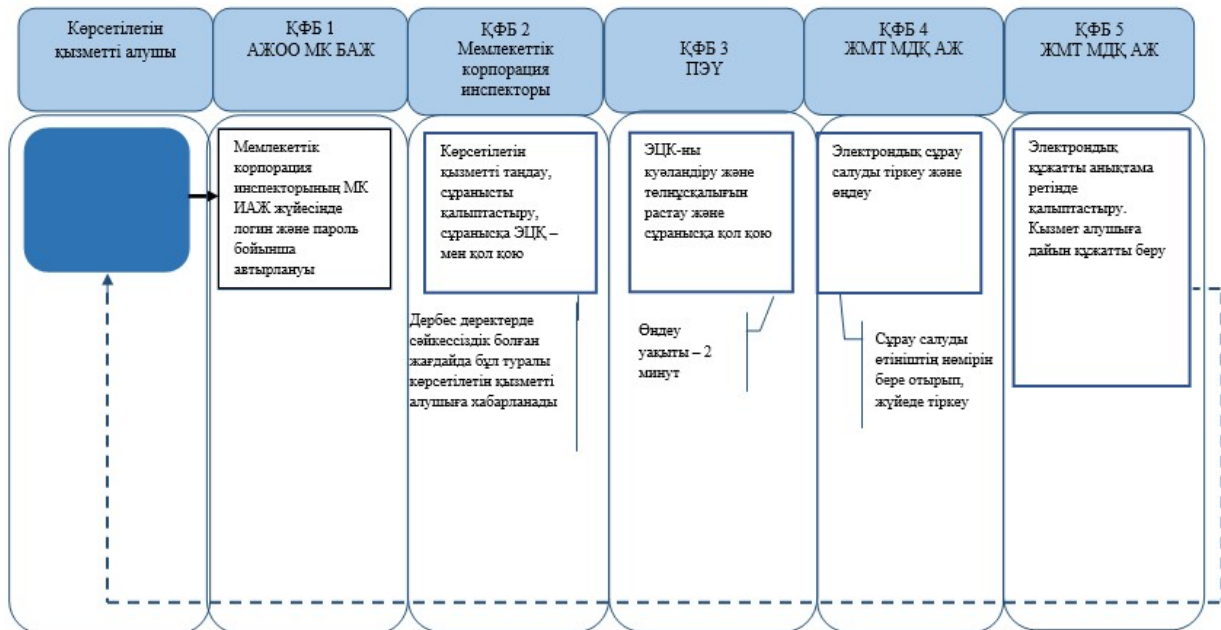 Көрсетілетін
қызметті алушы
ҚФБ 1
АЖОО МК БАЖ
ҚФБ 2
Мемлекеттік
корпорация
инспекторы
ҚФБ 3
ПЭҮ
ҚФБ 4
ЖМТ МДҚ АЖ
ҚФБ 5
ЖМТ МДҚ АЖ
Мемлекеттік
корпорация
инспекторының МК
ИАЖ жүйесінде
логин және пароль
бойынша
автырлануы
Көрсетілетін
қызметті таңдау,
сұранысты
қалыптастыру,
сұранысқа ЭЦҚ –
мен қол қою
Дербес деректерде
сәйкессіздік болған
жағдайда бұл туралы
көрсетілетін қызметті
алушыға хабарланады
ЭЦК-ны
куәландіру және
төлнұсқалығын
растау және
сұранысқа қол қою
Өңдеу
уақыты – 2
минут
Электрондық сұрау
салуды тіркеу және
өңдеу
Сұрау салуды
өтініштің нөмірін
бере отырып,
жүйеде тіркеу
Электрондық
құжатты анықтама
ретінде
қалыптастыру.
Кызмет алушыға
дайын құжатты беру